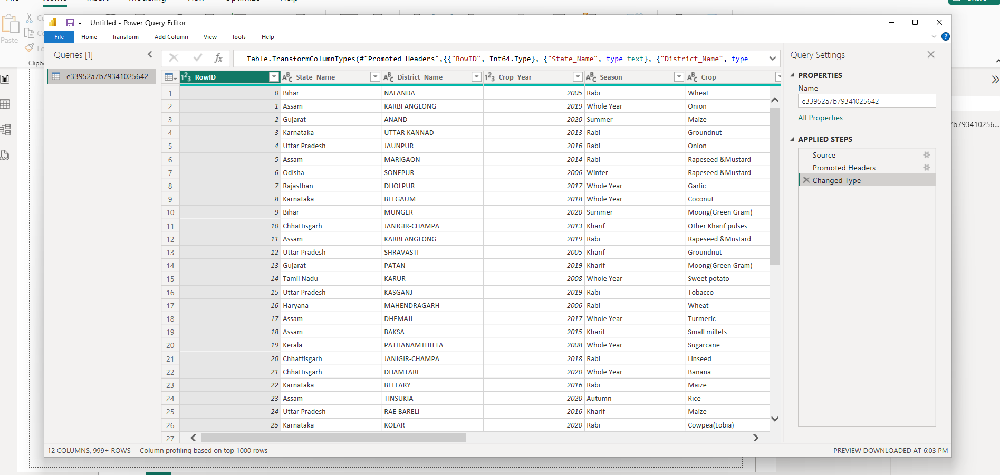 Untitled - Power Query Editor
File Home Transform Add Column View Tools Help
Paste
Queries [1]
e33952a7b79341025642
= Table.TransformColumnTypes(#"Promoted Headers",{{"RowID", Int64.Type}, {"State_Name", type text}, {"District_Name", type
RowID State_Name District_Name Crop_Year Season Crop
1 0 Bihar NALANDA 2005 Rabi Wheat
2 1 Assam KARBI ANGLONG 2019 Whole Year Onion
3 2 Gujarat ANAND 2020 Summer Maize
4 3 Karnataka UTTAR KANNAD 2013 Rabi Groundnut
5 4 Uttar Pradesh JAUNPUR 2016 Rabi Onion
6 5 Assam MARIGAON 2014 Rabi Rapeseed &Mustard
7 6 Odisha SONEPUR 2006 Winter Rapeseed &Mustard
8 7 Rajasthan DHOLPUR 2017 Whole Year Garlic
9 8 Karnataka BELGAUM 2018 Whole Year Coconut
10 9 Bihar MUNGER 2020 Summer Moong(Green Gram)
11 10 Chhattisgarh JANJGIR-CHAMPA 2013 Kharif Other Kharif pulses
12 11 Assam KARBI ANGLONG 2019 Rabi Rapeseed &Mustard
13 12 Uttar Pradesh SHRAVASTI 2005 Kharif Groundnut
14 13 Gujarat PATAN 2019 Kharif Moong(Green Gram)
15 14 Tamil Nadu KARUR 2008 Whole Year Sweet potato
16 15 Uttar Pradesh KASGANJ 2019 Rabi Tobacco
17 16 Haryana MAHENDRAGARH 2006 Rabi Wheat
18 17 Assam DHEMAJI 2017 Whole Year Turmeric
19 18 Assam BAKSA 2015 Kharif Small millets
20 19 Kerala PATHANAMTHITTA 2008 Whole Year Sugarcane
21 20 Chhattisgarh JANJGIR-CHAMPA 2018 Rabi Linseed
22 21 Chhattisgarh DHAMTARI 2020 Whole Year Banana
23 22 Karnataka BELLARY 2016 Rabi Maize
24 23 Assam TINSUKIA 2020 Autumn Rice
25 24 Uttar Pradesh RAE BARELI 2016 Kharif Maize
26 25 Karnataka KOLAR 2020 Rabi Cowpea(Lobia)
27
Query Settings
PROPERTIES
Name
e33952a7b79341025642
All Properties
APPLIED STEPS
Source
Promoted Headers
Changed Type
7b793410256...
12 COLUMNS, 999+ ROWS Column profiling based on top 1000 rows
PREVIEW DOWNLOADED AT 6:03 PM